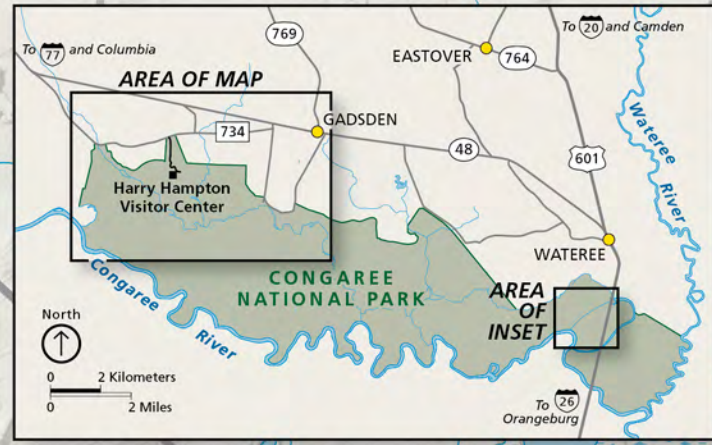 To 77 and Columbia
769
To 20 and Camden
EASTOVER
764
AREA OF MAP
GADSDEN
734
48
601
Wateree
River
Harry Hampton
Visitor Center
WATEREE
Congaree
River
CONGAREE
NATIONAL PARK
AREA
OF
INSET
North
0 2 Kilometers
0 2 Miles
To 26
Orangeburg